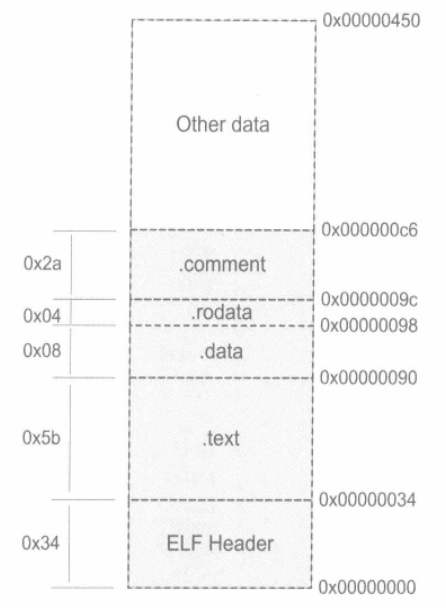 0x00000450
Other data
0x000000c6
0x2a
.comment
0x0000009c
0x04
.rodata
0x00000098
0x08
.data
0x00000090
0x5b
.text
0x00000034
0x34
ELF Header
0x00000000